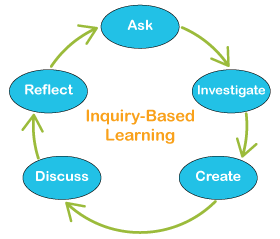 Ask
Investigate
Create
Discuss
Reflect
Inquiry-Based
Learning